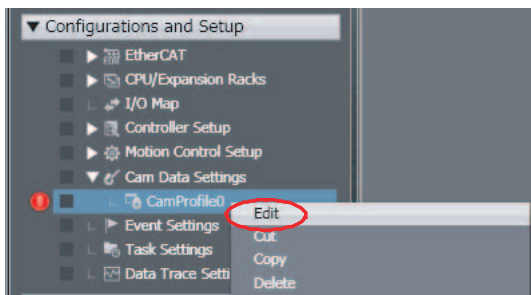 Configurations and Setup
EtherCAT
CPU/Expansion Racks
I/O Map
Controller Setup
Motion Control Setup
Cam Data Settings
CamProfile0
Edit
Event Settings
Cut
Task Settings
Copy
Data Trace Setti
Delete